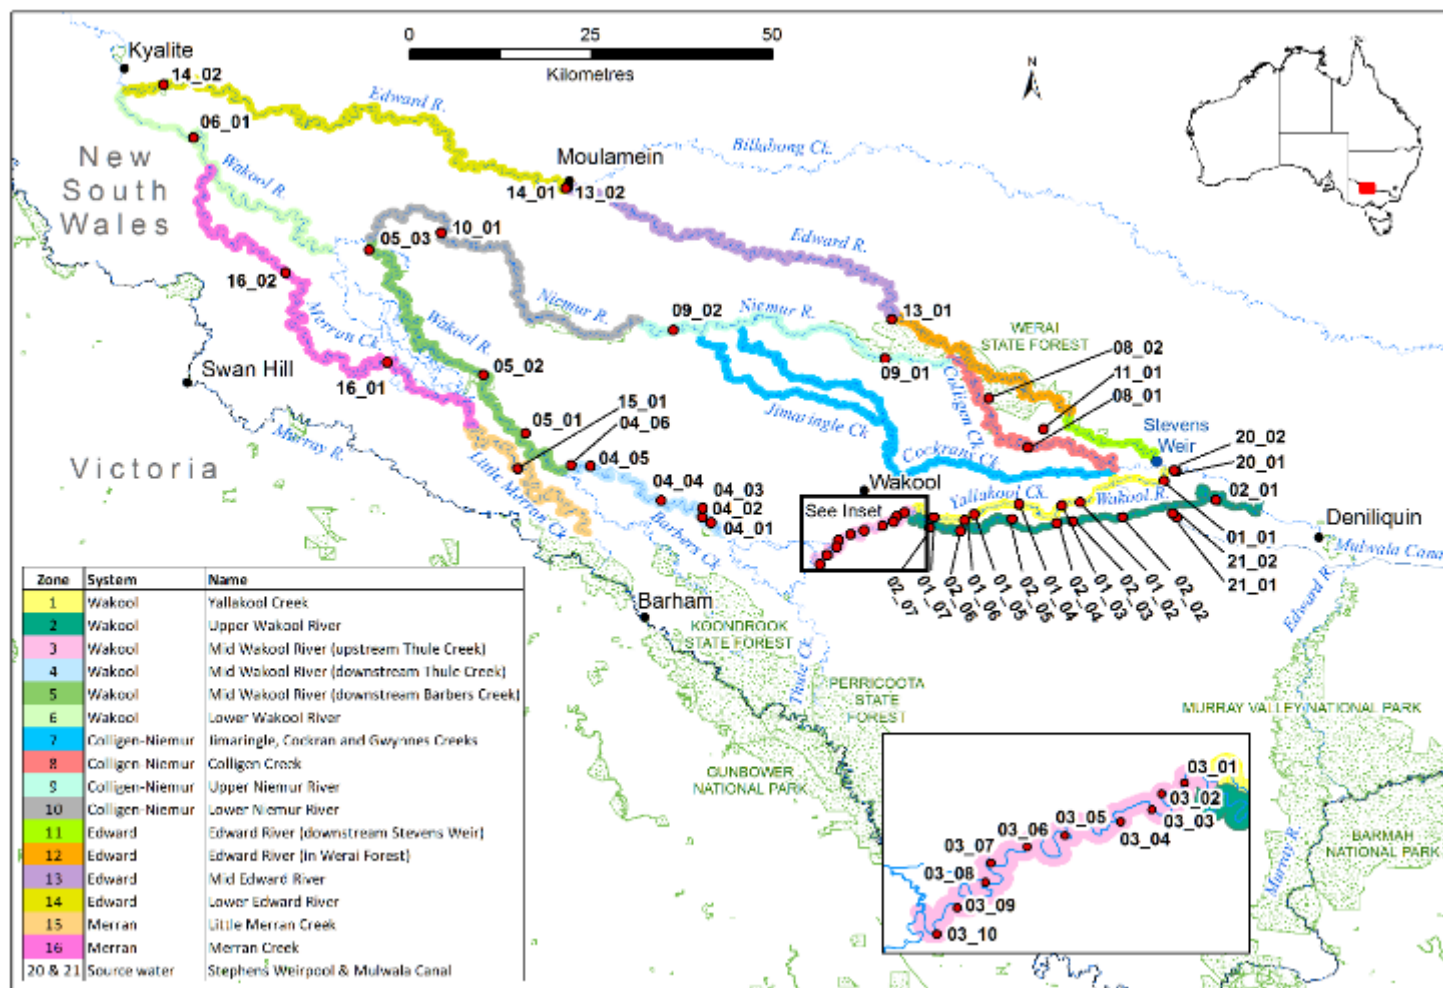 0 25 50
Kilometres
N
Kyalite
14_02
Edward R.
06_01
New
South
Wales
Wakool R.
Moulamein
14_01
13_02
Billabong Ck.
05_03
10_01
Edward R.
16_02
Merran Ck.
Niemur R.
09_02
Niemur R.
13_01
WERAI
STATE FOREST
08_02
11_01
08_01
Wakool R.
05_02
Swan Hill
16_01
09_01
Colligan Ck.
Jimaringle Ck
Stevens
Weir
20_02
20_01
15_01
04_06
05_01
Murray R.
Victoria
Little Merran Ck.
04_05
04_04
04_03
04_02
04_01
Barbers Ck.
Cockrans Ck.
Wakool
See Inset
Yallakool Ck.
Wakool R.
02_01
Deniliquin
Mulwala Canal
01_01
21_02
21_01
02_07
01_07
02_06
01_06
01_05
02_05
01_04
02_04
01_03
02_03
01_02
02_02
Edward R.
Barham
KOONDROOK
STATE FOREST
Thule Ck.
PERRICOOTA
STATE
FOREST
GUNBOWER
NATIONAL PARK
MURRAY VALLEY NATIONAL PARK
BARMAH
NATIONAL PARK
Murray R.
Zone System Name
1 Wakool Yallakool Creek
2 Wakool Upper Wakool River
3 Wakool Mid Wakool River (upstream Thule Creek)
4 Wakool Mid Wakool River (downstream Thule Creek)
5 Wakool Mid Wakool River (downstream Barbers Creek)
6 Wakool Lower Wakool River
7 Colligen-Niemur Jimaringle, Cockran and Gwynnes Creeks
8 Colligen-Niemur Colligen Creek
9 Colligen-Niemur Upper Niemur River
10 Colligen-Niemur Lower Niemur River
11 Edward Edward River (downstream Stevens Weir)
12 Edward Edward River (in Werai Forest)
13 Edward Mid Edward River
14 Edward Lower Edward River
15 Merran Little Merran Creek
16 Merran Merran Creek
20 & 21 Source water Stephens Weirpool & Mulwala Canal
03_01
03_02
03_03
03_04
03_05
03_06
03_07
03_08
03_09
03_10